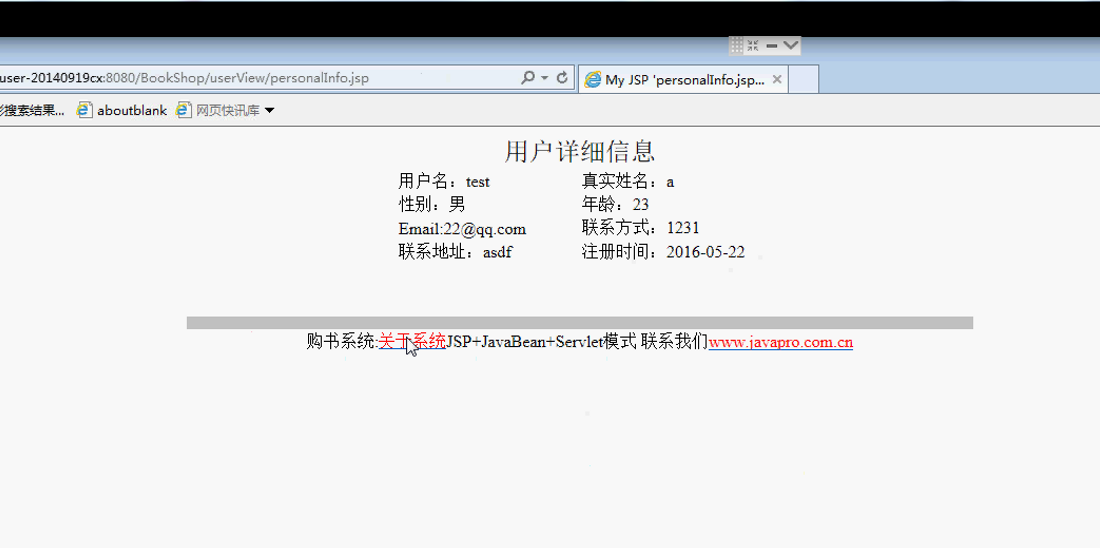 user-20140919cx:8080/BookShop/userView/personalInfo.jsp
My JSP 'personalInfo.jsp...
搜索结果... aboutblank 网页快讯库
用户详细信息
用户名：test 真实姓名：a
性别：男 年龄：23
Email:22@qq.com 联系方式：1231
联系地址：asdf 注册时间：2016-05-22
购书系统:关于系统JSP+JavaBean+Servlet模式 联系我们www.javapro.com.cn